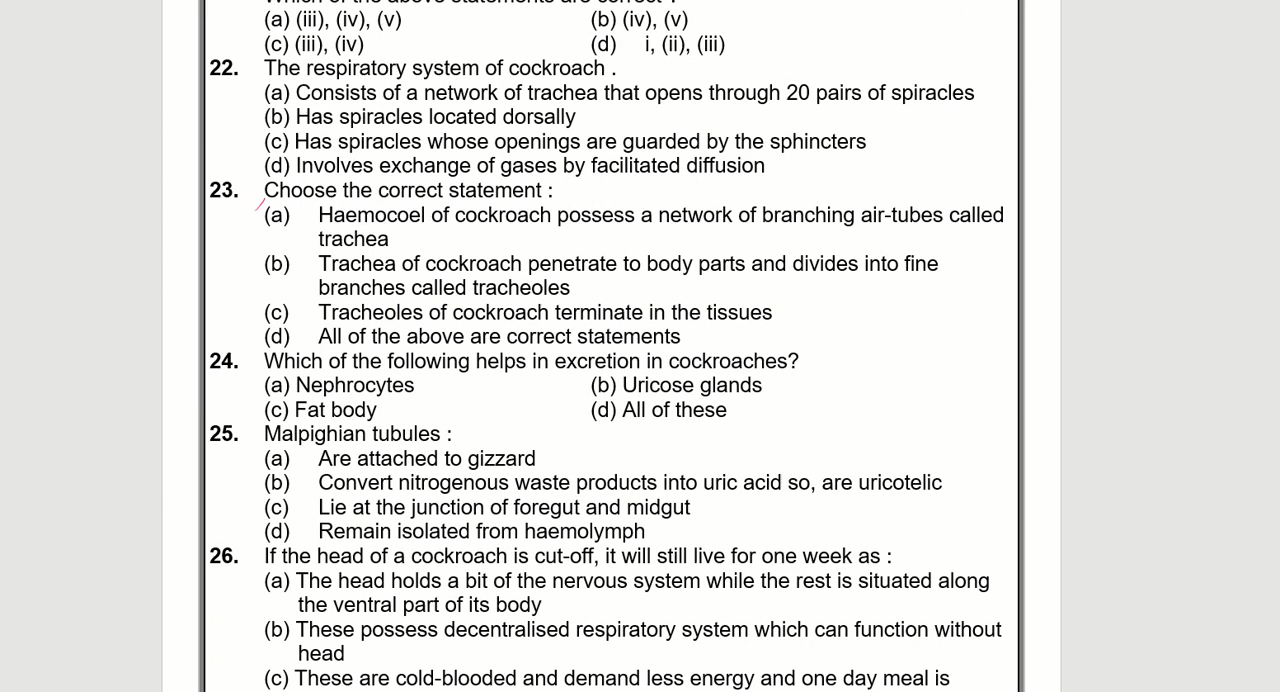 Which of the above statements are correct ?
(a) (iii), (iv), (v) (b) (iv), (v)
(c) (iii), (iv) (d) i, (ii), (iii)
22. The respiratory system of cockroach .
(a) Consists of a network of trachea that opens through 20 pairs of spiracles
(b) Has spiracles located dorsally
(c) Has spiracles whose openings are guarded by the sphincters
(d) Involves exchange of gases by facilitated diffusion
23. Choose the correct statement :
(a) Haemocoel of cockroach possess a network of branching air-tubes called
trachea
(b) Trachea of cockroach penetrate to body parts and divides into fine
branches called tracheoles
(c) Tracheoles of cockroach terminate in the tissues
(d) All of the above are correct statements
24. Which of the following helps in excretion in cockroaches?
(a) Nephrocytes (b) Uricose glands
(c) Fat body (d) All of these
25. Malpighian tubules :
(a) Are attached to gizzard
(b) Convert nitrogenous waste products into uric acid so, are uricotelic
(c) Lie at the junction of foregut and midgut
(d) Remain isolated from haemolymph
26. If the head of a cockroach is cut-off, it will still live for one week as :
(a) The head holds a bit of the nervous system while the rest is situated along
the ventral part of its body
(b) These possess decentralised respiratory system which can function without
head
(c) These are cold-blooded and demand less energy and one day meal is